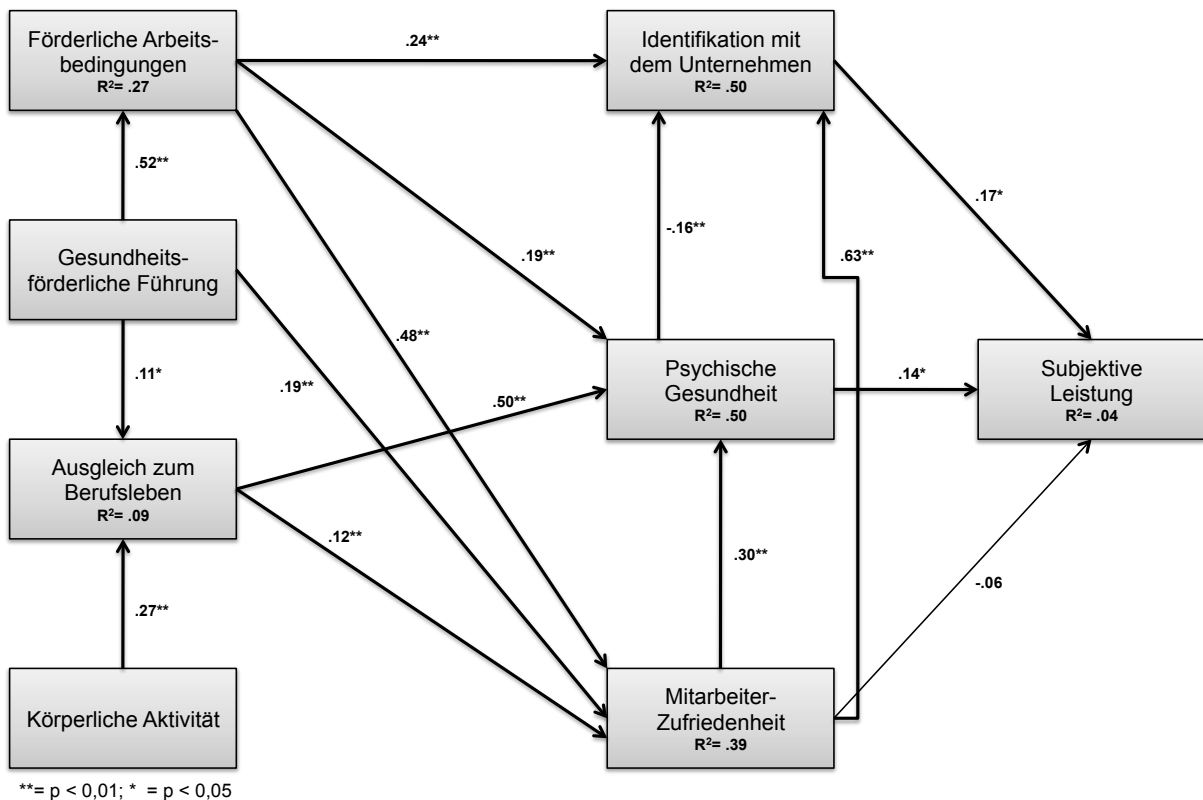 Förderliche Arbeits-
bedingungen
R²= .27
.24**
Identifikation mit
dem Unternehmen
R²= .50
.52**
.17*
Gesundheits-
förderliche Führung
-.16**
.19**
.63**
.48**
.11*
.19**
Psychische
Gesundheit
R²= .50
.14*
Subjektive
Leistung
R²= .04
.50**
Ausgleich zum
Berufsleben
R²= .09
.12**
.30**
-.06
.27**
Körperliche Aktivität
Mitarbeiter-
Zufriedenheit
R²= .39
**= p < 0,01; * = p < 0,05